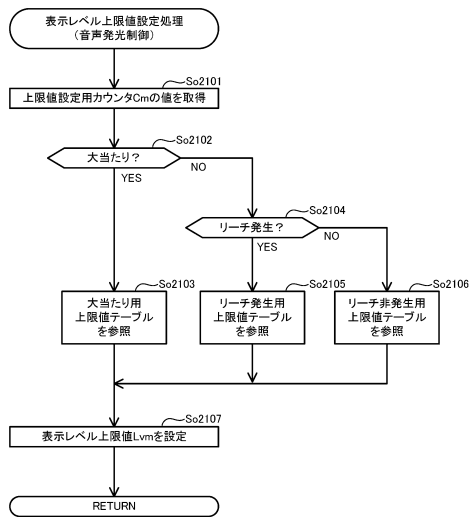 表示レベル上限値設定処理
(音声発光制御)
So2101
上限値設定用カウンタCmの値を取得
So2102
大当たり?
YES
NO
So2104
リーチ発生?
YES
NO
So2103
大当たり用
上限値テーブル
を参照
So2105
リーチ発生用
上限値テーブル
を参照
So2106
リーチ非発生用
上限値テーブル
を参照
So2107
表示レベル上限値Lvmを設定
RETURN